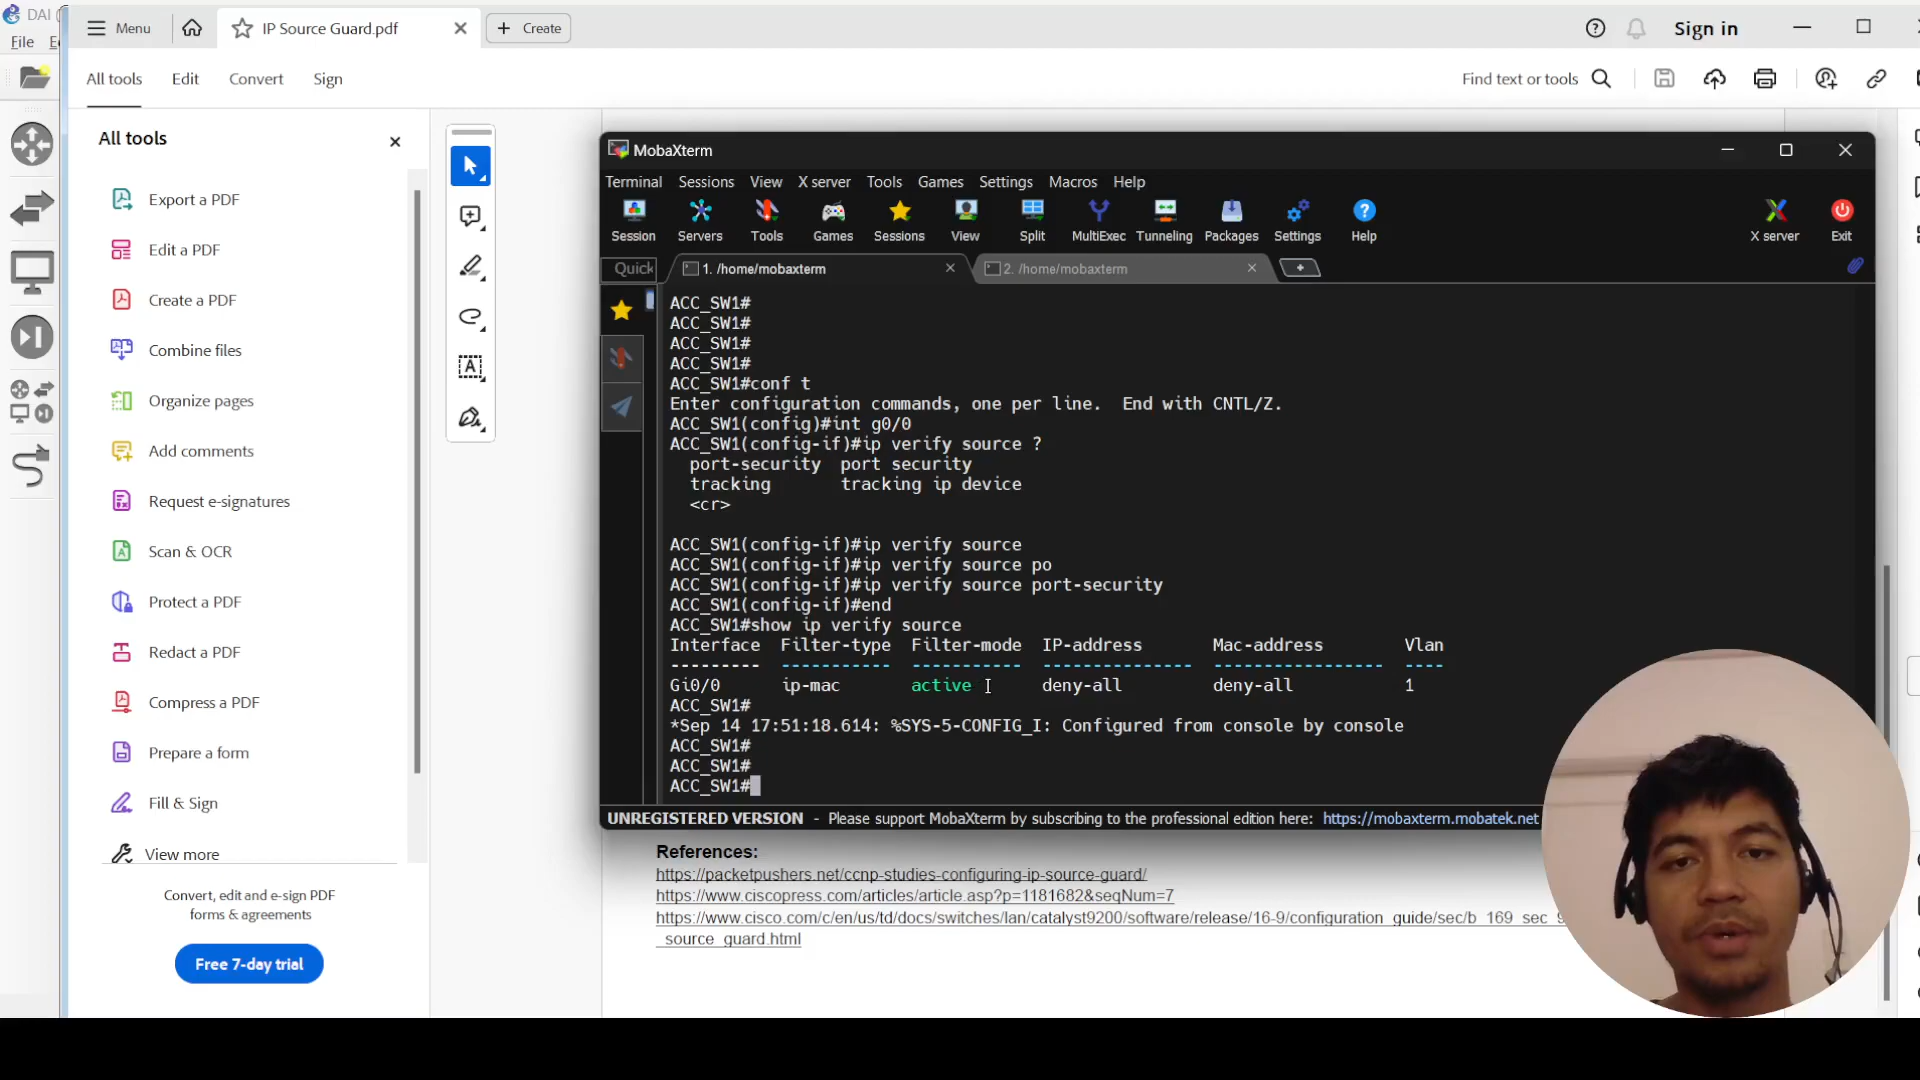 DAI
File
Menu
IP Source Guard.pdf
Create
Sign in
All tools
Edit
Convert
Sign
Find text or tools
All tools
Export a PDF
Edit a PDF
Create a PDF
Combine files
Organize pages
Add comments
Request e-signatures
Scan & OCR
Protect a PDF
Redact a PDF
Compress a PDF
Prepare a form
Fill & Sign
View more
Convert, edit and e-sign PDF
forms & agreements
Free 7-day trial
MobaXterm
Terminal Sessions View X server Tools Games Settings Macros Help
Session Servers Tools Games Sessions View Split MultiExec Tunneling Packages Settings Help X server Exit
Quick
1. /home/mobaxterm
2. /home/mobaxterm
ACC_SW1#
ACC_SW1#
ACC_SW1#
ACC_SW1#
ACC_SW1#conf t
Enter configuration commands, one per line.  End with CNTL/Z.
ACC_SW1(config)#int g0/0
ACC_SW1(config-if)#ip verify source ?
port-security  port security
tracking       tracking ip device
<cr>
ACC_SW1(config-if)#ip verify source
ACC_SW1(config-if)#ip verify source po
ACC_SW1(config-if)#ip verify source port-security
ACC_SW1(config-if)#end
ACC_SW1#show ip verify source
Interface  Filter-type  Filter-mode  IP-address       Mac-address        Vlan
---------  -----------  -----------  ---------------  -----------------  ----
Gi0/0      ip-mac       active       deny-all         deny-all           1
ACC_SW1#
*Sep 14 17:51:18.614: %SYS-5-CONFIG_I: Configured from console by console
ACC_SW1#
ACC_SW1#
ACC_SW1#
UNREGISTERED VERSION - Please support MobaXterm by subscribing to the professional edition here: https://mobaxterm.mobatek.net
References:
https://packetpushers.net/ccnp-studies-configuring-ip-source-guard/
https://www.ciscopress.com/articles/article.asp?p=1181682&seqNum=7
https://www.cisco.com/c/en/us/td/docs/switches/lan/catalyst9200/software/release/16-9/configuration_guide/sec/b_169_sec_9
_source_guard.html